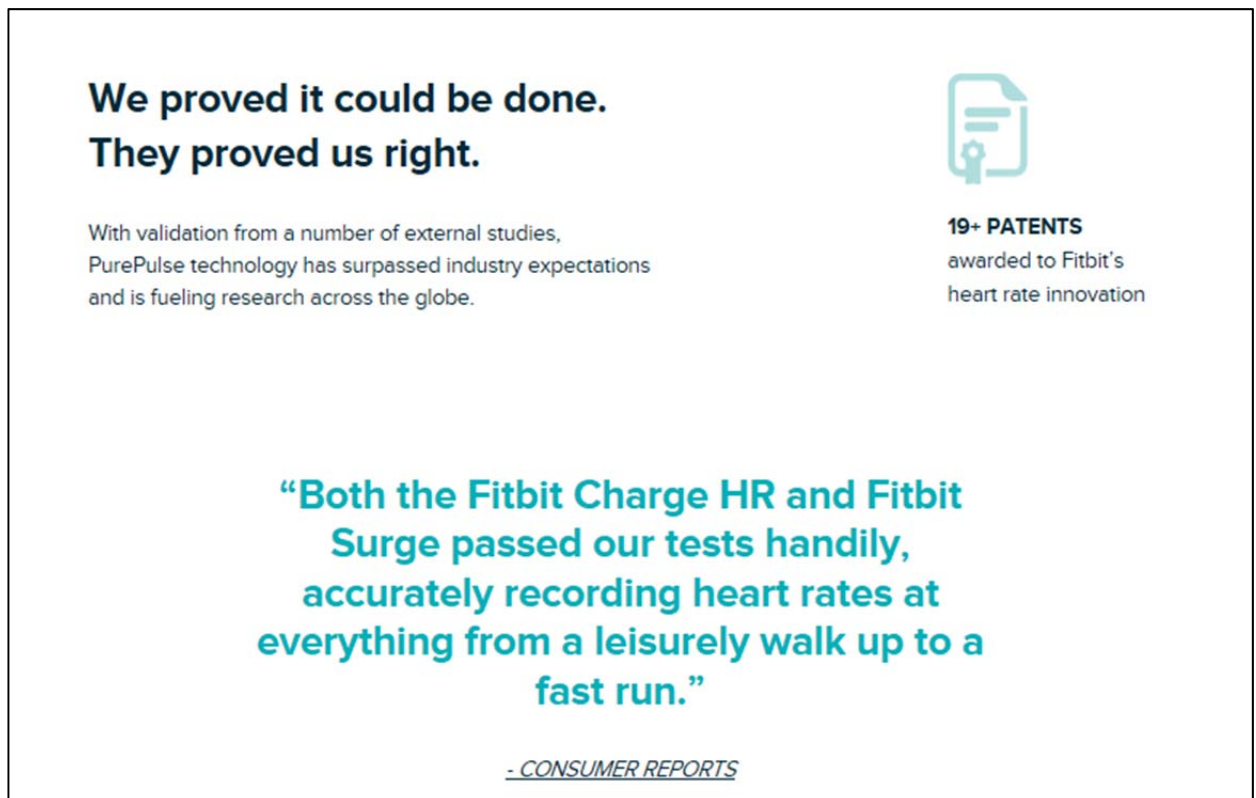 We proved it could be done.
They proved us right.
With validation from a number of external studies,
PurePulse technology has surpassed industry expectations
and is fueling research across the globe.
19+ PATENTS
awarded to Fitbit’s
heart rate innovation
“Both the Fitbit Charge HR and Fitbit
Surge passed our tests handily,
accurately recording heart rates at
everything from a leisurely walk up to a
fast run.”
- CONSUMER REPORTS